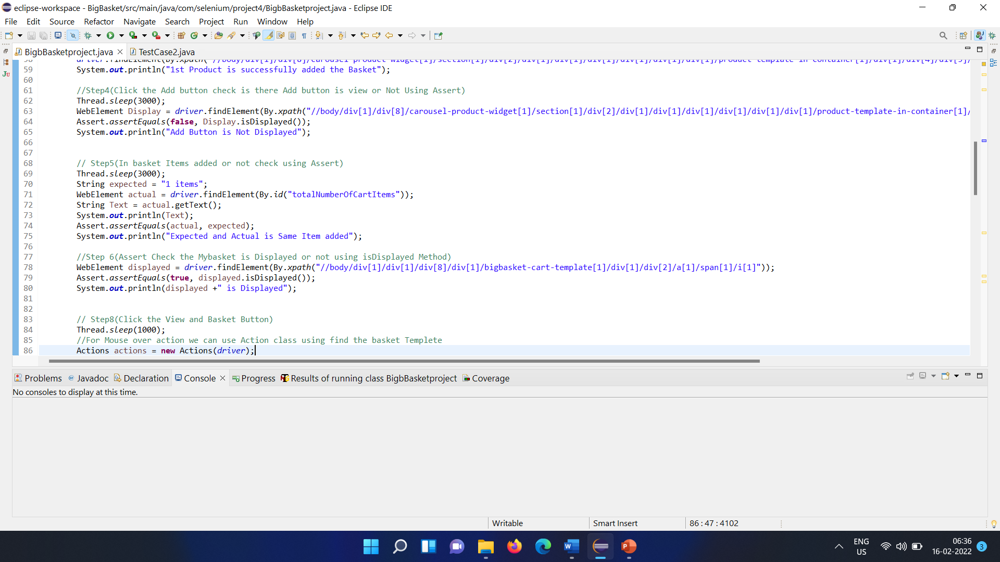 eclipse-workspace - BigBasket/src/main/java/com/selenium/project4/BigbBasketproject.java - Eclipse IDE
File Edit Source Refactor Navigate Search Project Run Window Help
BigbBasketproject.java TestCase2.java
59 System.out.println("1st Product is successfully added the Basket");
60
61 //Step4(Click the Add button check is there Add button is view or Not Using Assert)
62 Thread.sleep(3000);
63 WebElement Display = driver.findElement(By.xpath("//body/div[1]/div[8]/carousel-product-widget[1]/section[1]/div[2]/div[1]/div[1]/div[1]/div[1]/div[1]/div[1]/product-template-in-container[1]/
64 Assert.assertEquals(false, Display.isDisplayed());
65 System.out.println("Add Button is Not Displayed");
66
67
68 // Step5(In basket Items added or not check using Assert)
69 Thread.sleep(3000);
70 String expected = "1 items";
71 WebElement actual = driver.findElement(By.id("totalNumberOfCartItems"));
72 String Text = actual.getText();
73 System.out.println(Text);
74 Assert.assertEquals(actual, expected);
75 System.out.println("Expected and Actual is Same Item added");
76
77 //Step 6(Assert Check the Mybasket is Displayed or not using isDisplayed Method)
78 WebElement displayed = driver.findElement(By.xpath("//body/div[1]/div[1]/div[8]/div[1]/bigbasket-cart-template[1]/div[1]/div[2]/a[1]/span[1]/i[1]"));
79 Assert.assertEquals(true, displayed.isDisplayed());
80 System.out.println(displayed +" is Displayed");
81
82
83 // Step8(Click the View and Basket Button)
84 Thread.sleep(1000);
85 //For Mouse over action we can use Action class using find the basket Templete
86 Actions actions = new Actions(driver);
Problems Javadoc Declaration Console Progress Results of running class BigbBasketproject Coverage
No consoles to display at this time.
Writable Smart Insert 86 : 47 : 4102
ENG
US
06:36
16-02-2022
3